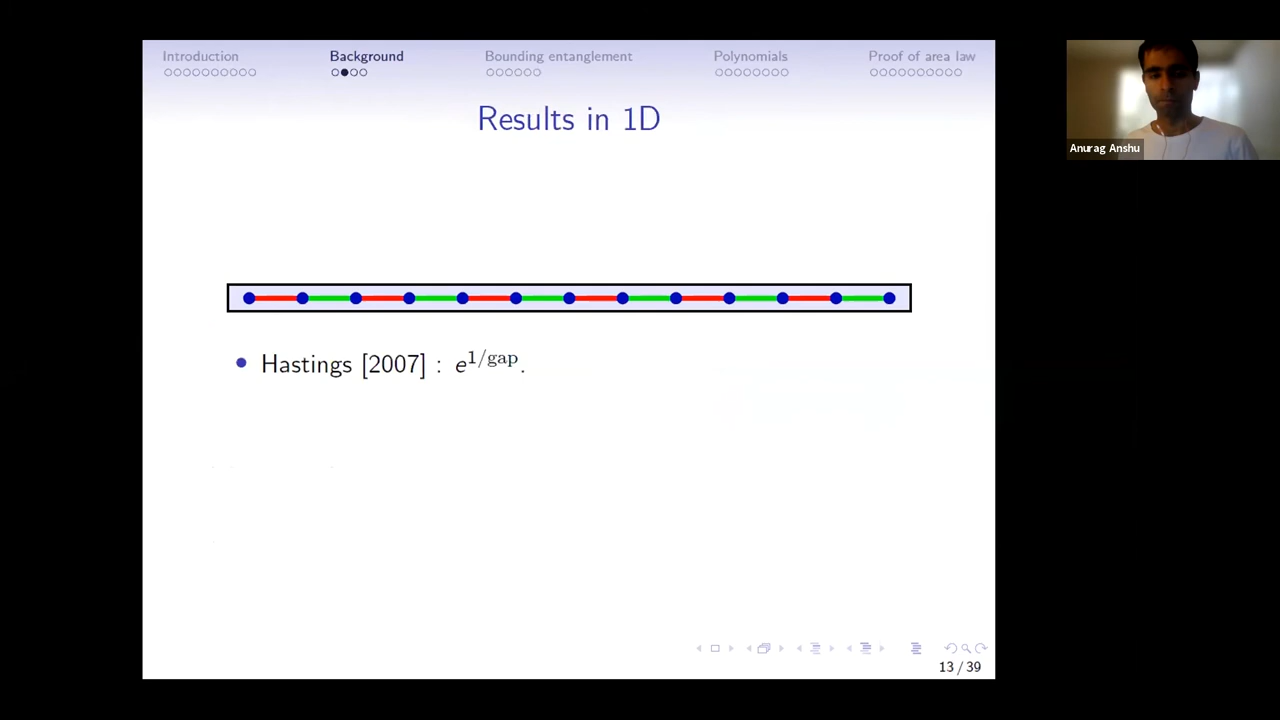 Introduction Background Bounding entanglement Polynomials Proof of area law
Results in 1D
Hastings [2007] : e^{1/gap}.
13 / 39
Anurag Anshu